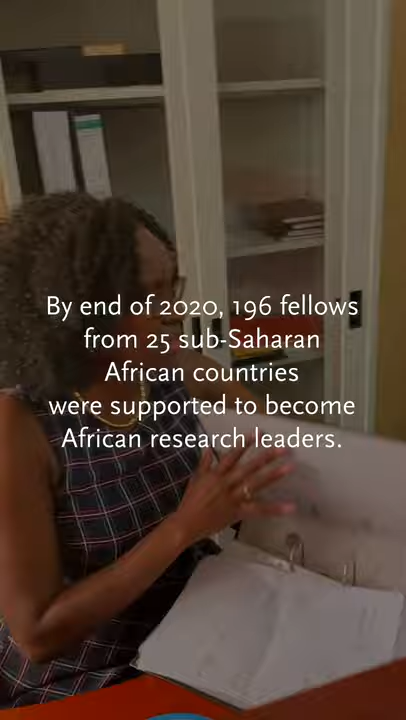 By end of 2020, 196 fellows
from 25 sub-Saharan
African countries
were supported to become
African research leaders.